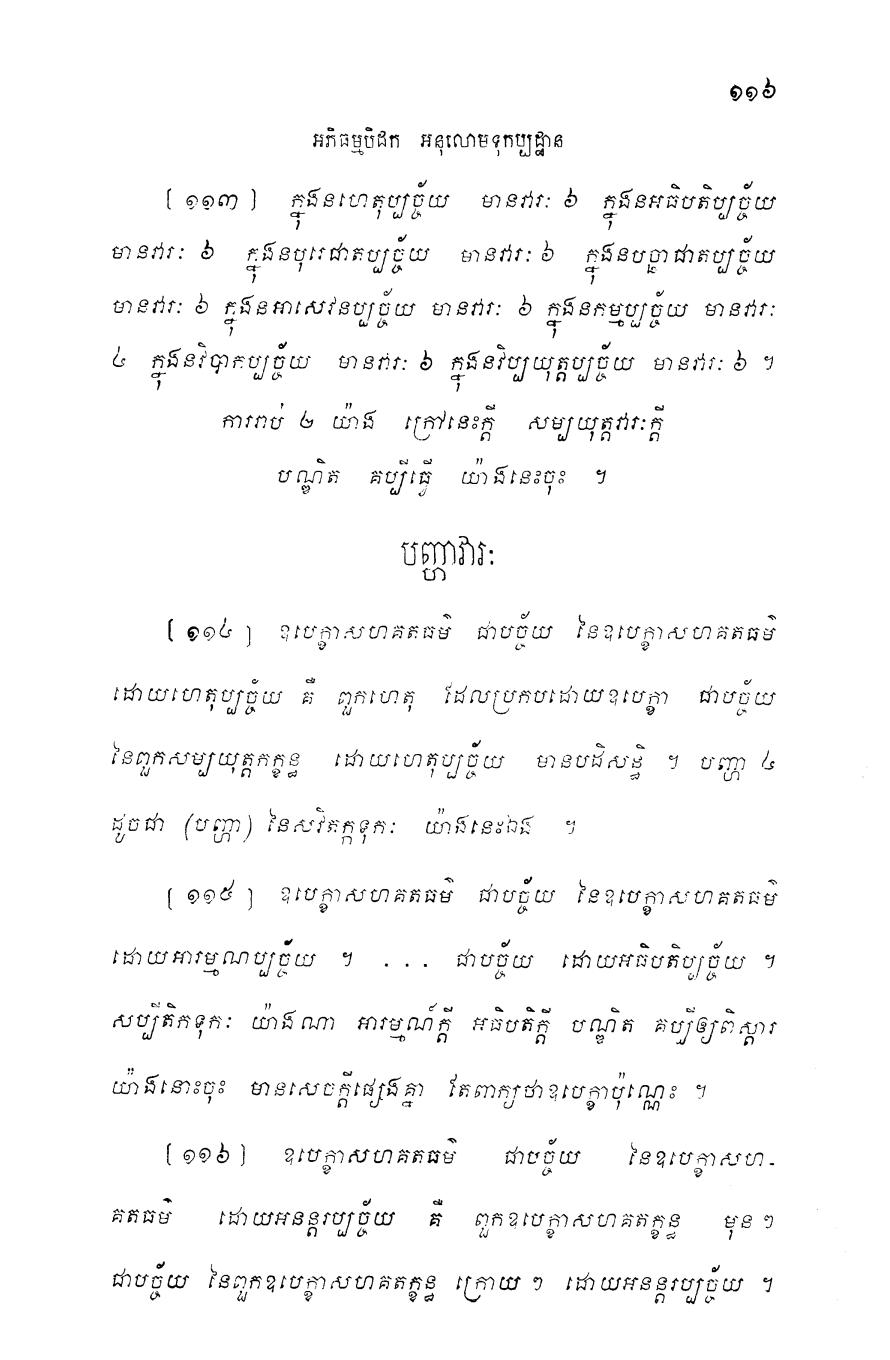 ១១៦
អភិធម្មបិដក អនុលោមទុកប្បដ្ឋាន
[ ១១៣ ] ក្នុងនហេតុប្បច្ច័យ មានវារៈ ៦ ក្នុងនអធិបតិប្បច្ច័យ
មានវារៈ ៦ ក្នុងនបុរេជាតប្បច្ច័យ មានវារៈ ៦ ក្នុងនបច្ឆាជាតប្បច្ច័យ
មានវារៈ ៦ ក្នុងនអាសេវនប្បច្ច័យ មានវារៈ ៦ ក្នុងនកម្មប្បច្ច័យ មានវារៈ
៤ ក្នុងនវិបាកប្បច្ច័យ មានវារៈ ៦ ក្នុងនវិប្បយុត្តប្បច្ច័យ មានវារៈ ៦ ។
ការរាប់ ២ យ៉ាង ក្រៅនេះក្តី សម្បយុត្តវារៈក្តី
បណ្ឌិត គប្បីធ្វើ យ៉ាងនេះចុះ ។
បញ្ហាវារៈ
[ ១១៤ ] ឧបេក្ខាសហគតធម៌ ជាបច្ច័យ នៃឧបេក្ខាសហគតធម៌
ដោយហេតុប្បច្ច័យ គឺ ពួកហេតុ ដែលប្រកបដោយឧបេក្ខា ជាបច្ច័យ
នៃពួកសម្បយុត្តកក្ខន្ធ ដោយហេតុប្បច្ច័យ មានបដិសន្ធិ ។ បញ្ហា ៤
ដូចជា (បញ្ហា) នៃសវិតក្កទុកៈ យ៉ាងនេះឯង ។
[ ១១៥ ] ឧបេក្ខាសហគតធម៌ ជាបច្ច័យ នៃឧបេក្ខាសហគតធម៌
ដោយអារម្មណប្បច្ច័យ ។ ... ជាបច្ច័យ ដោយអធិបតិប្បច្ច័យ ។
សប្បីតិកទុកៈ យ៉ាងណា អារម្មណ៍ក្តី អធិបតិក្តី បណ្ឌិត គប្បីឲ្យពិស្តារ
យ៉ាងនោះចុះ មានសេចក្តីផ្សេងគ្នា តែពាក្យថាឧបេក្ខាប៉ុណ្ណេះ ។
[ ១១៦ ] ឧបេក្ខាសហគតធម៌ ជាបច្ច័យ នៃឧបេក្ខាសហ-
គតធម៌ ដោយអនន្តរប្បច្ច័យ គឺ ពួកឧបេក្ខាសហគតក្ខន្ធ មុនៗ
ជាបច្ច័យ នៃពួកឧបេក្ខាសហគតក្ខន្ធ ក្រោយៗ ដោយអនន្តរប្បច្ច័យ ។